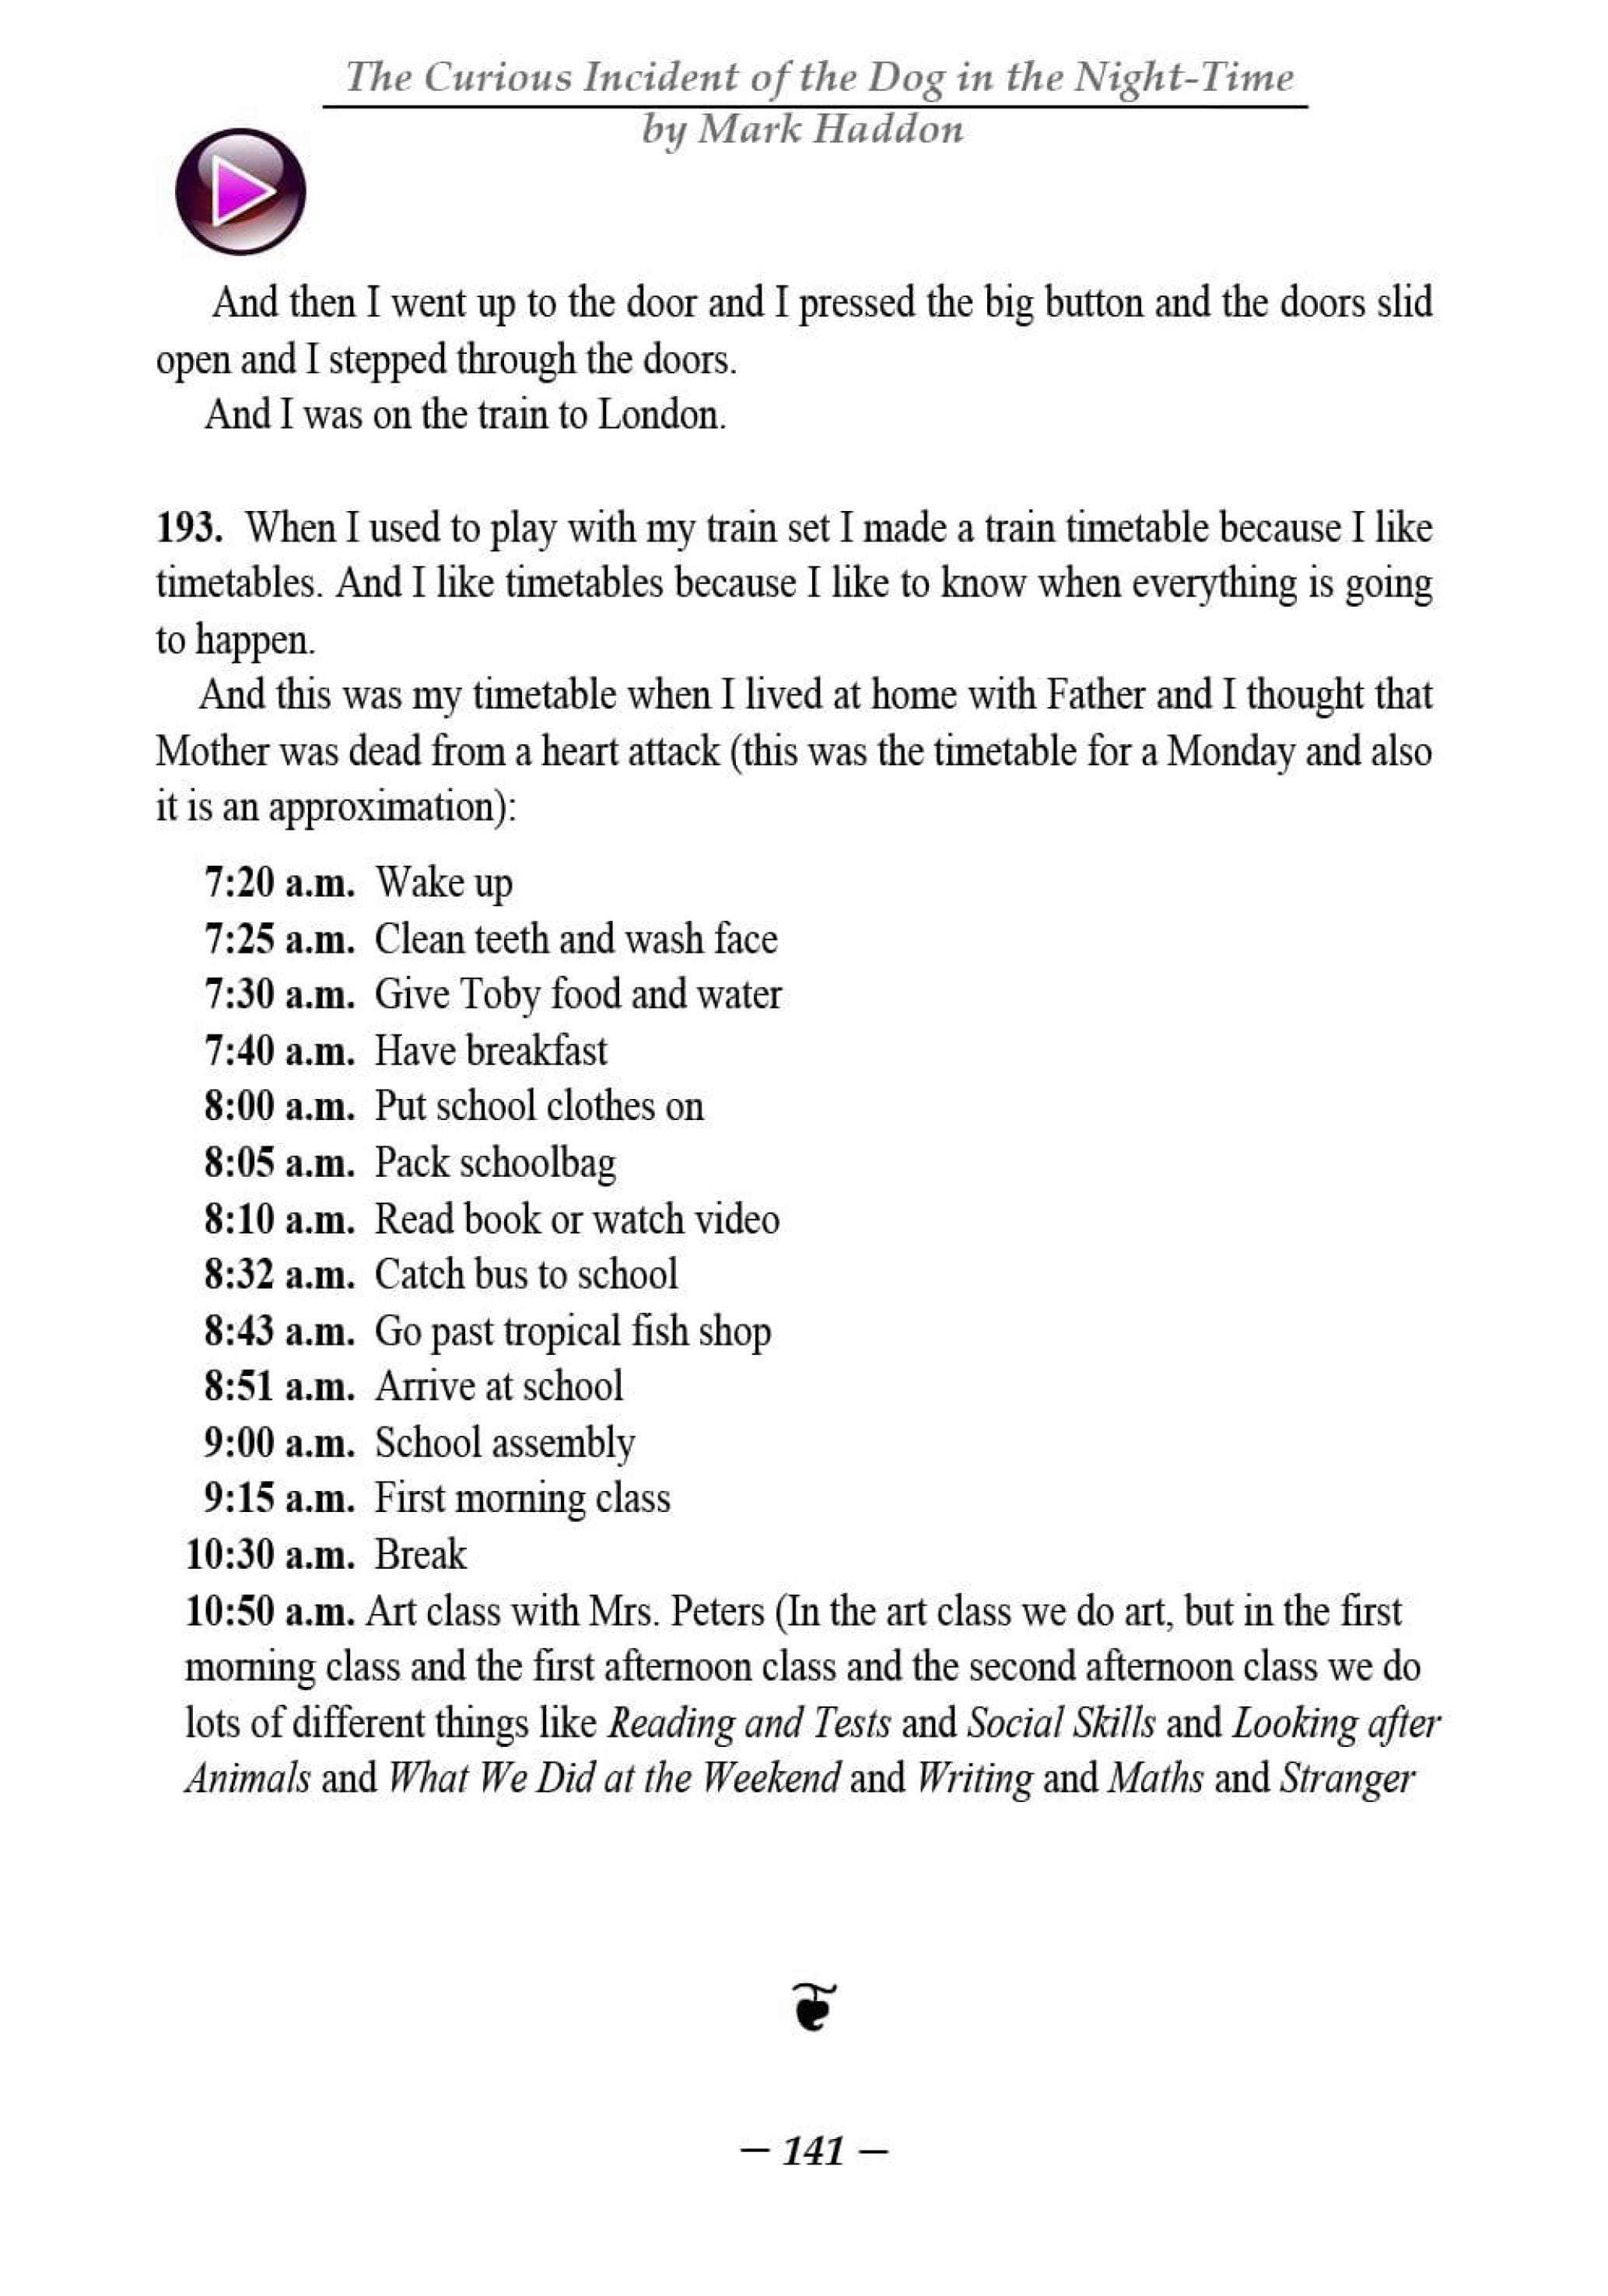 The Curious Incident of the Dog in the Night-Time
by Mark Haddon
And then I went up to the door and I pressed the big button and the doors slid
open and I stepped through the doors.
And I was on the train to London.
193. When I used to play with my train set I made a train timetable because I like
timetables. And I like timetables because I like to know when everything is going
to happen.
And this was my timetable when I lived at home with Father and I thought that
Mother was dead from a heart attack (this was the timetable for a Monday and also
it is an approximation):
7:20 a.m. Wake up
7:25 a.m. Clean teeth and wash face
7:30 a.m. Give Toby food and water
7:40 a.m. Have breakfast
8:00 a.m. Put school clothes on
8:05 a.m. Pack schoolbag
8:10 a.m. Read book or watch video
8:32 a.m. Catch bus to school
8:43 a.m. Go past tropical fish shop
8:51 a.m. Arrive at school
9:00 a.m. School assembly
9:15 a.m. First morning class
10:30 a.m. Break
10:50 a.m. Art class with Mrs. Peters (In the art class we do art, but in the first
morning class and the first afternoon class and the second afternoon class we do
lots of different things like Reading and Tests and Social Skills and Looking after
Animals and What We Did at the Weekend and Writing and Maths and Stranger
— 141 —